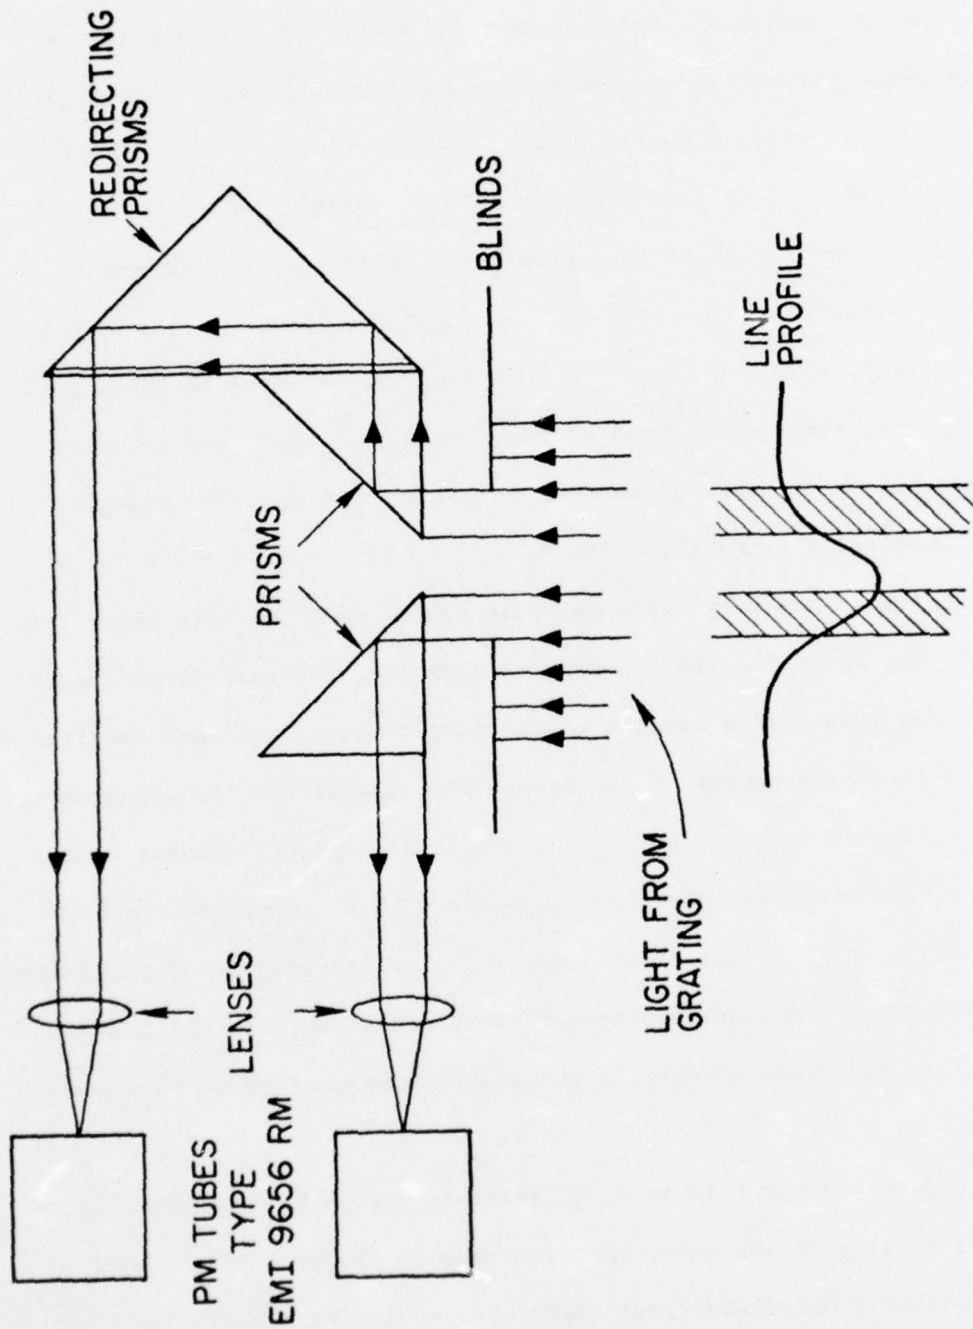 REDIRECTING
PRISMS
BLINDS
LINE
PROFILE
PRISMS
LENSES
LIGHT FROM
GRATING
PM TUBES
TYPE
EMI 9656 RM